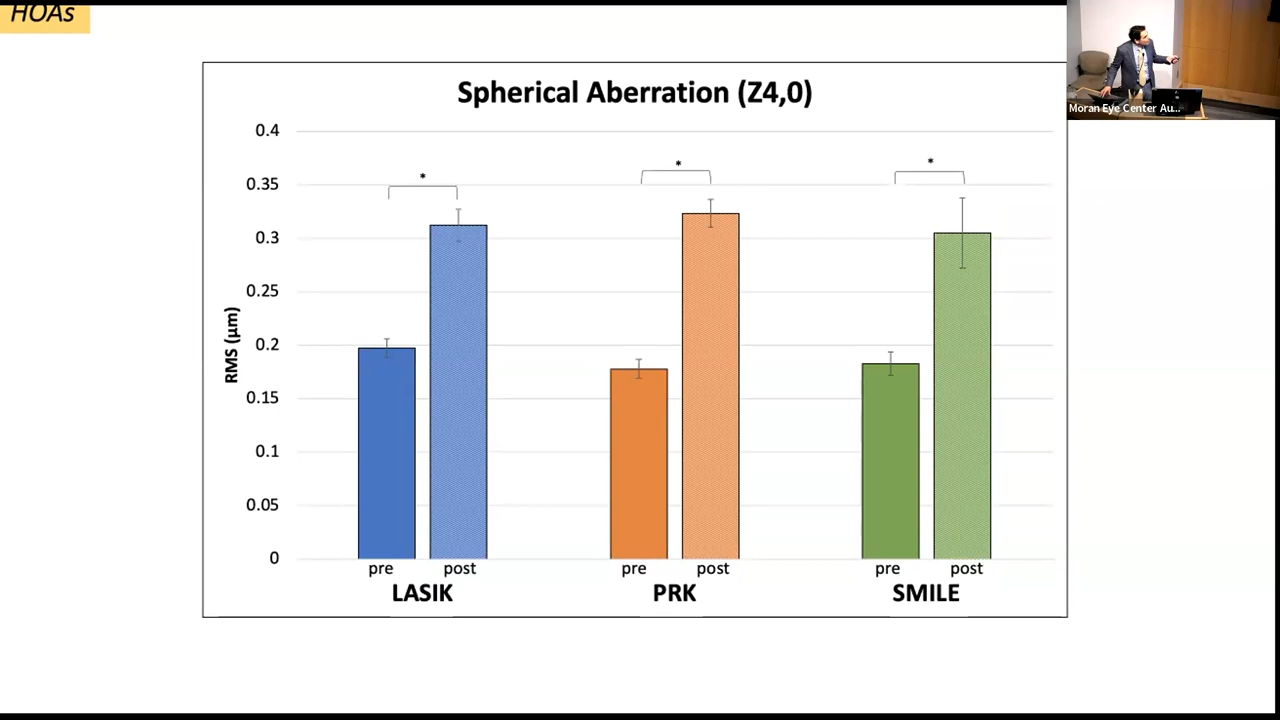 HOAs
Moran Eye Center Au...
Spherical Aberration (Z4,0)
RMS (µm)
0.4
0.35
0.3
0.25
0.2
0.15
0.1
0.05
0
* * *
pre post pre post pre post
LASIK PRK SMILE